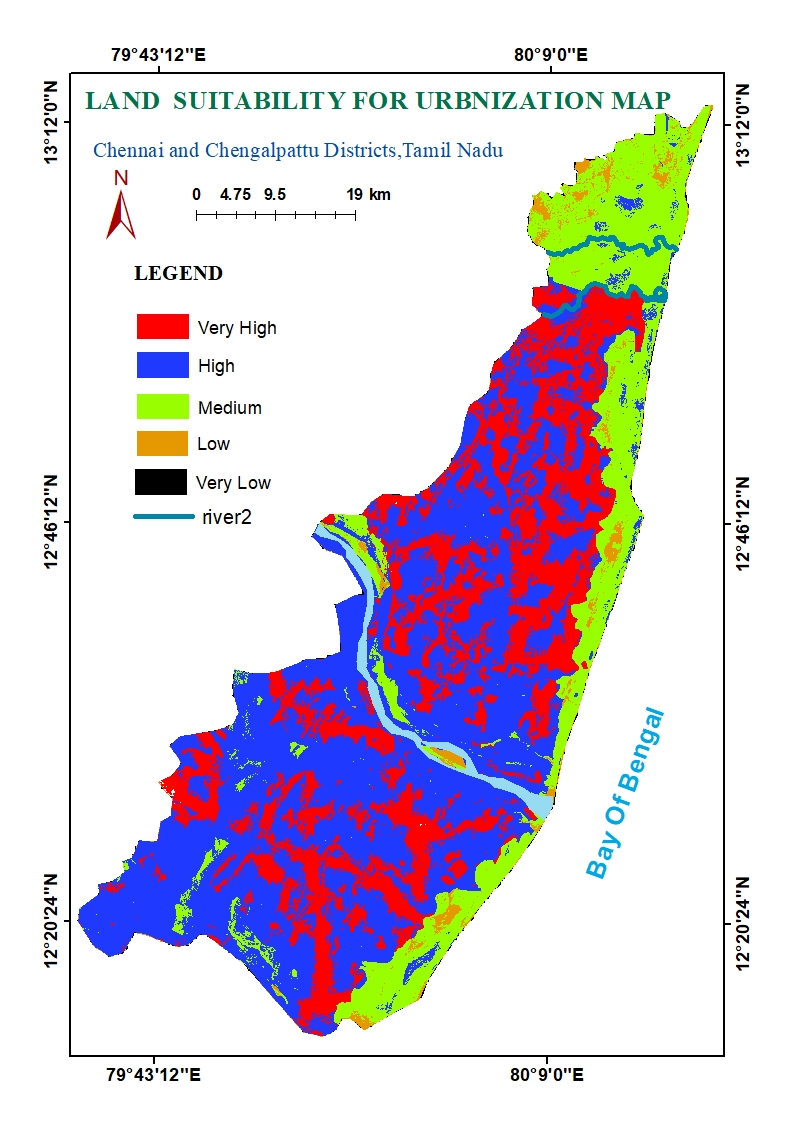 79°43'12"E 80°9'0"E
13°12'0"N
13°12'0"N
LAND SUITABILITY FOR URBNIZATION MAP
Chennai and Chengalpattu Districts,Tamil Nadu
N
0 4.75 9.5 19 km
LEGEND
Very High
High
Medium
Low
Very Low
river2
12°46'12"N
12°46'12"N
Bay Of Bengal
12°20'24"N
12°20'24"N
79°43'12"E 80°9'0"E